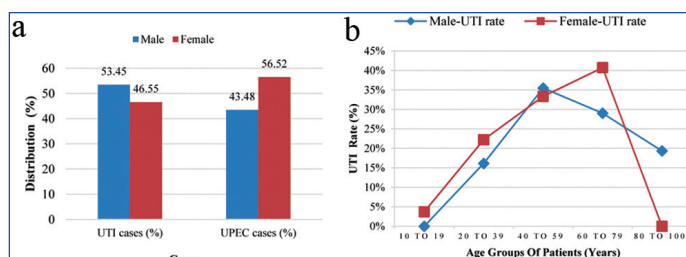 a
Male
Female
53.45
46.55
43.48
56.52
60
50
40
30
20
10
0
Distribution (%)
UTI cases (%)
UPEC cases (%)
b
Male-UTI rate
Female-UTI rate
45%
40%
35%
30%
25%
20%
15%
10%
5%
0%
UTI Rate (%)
10 TO 19
20 TO 39
40 TO 59
60 TO 79
80 TO 100
Age Groups Of Patients (Years)